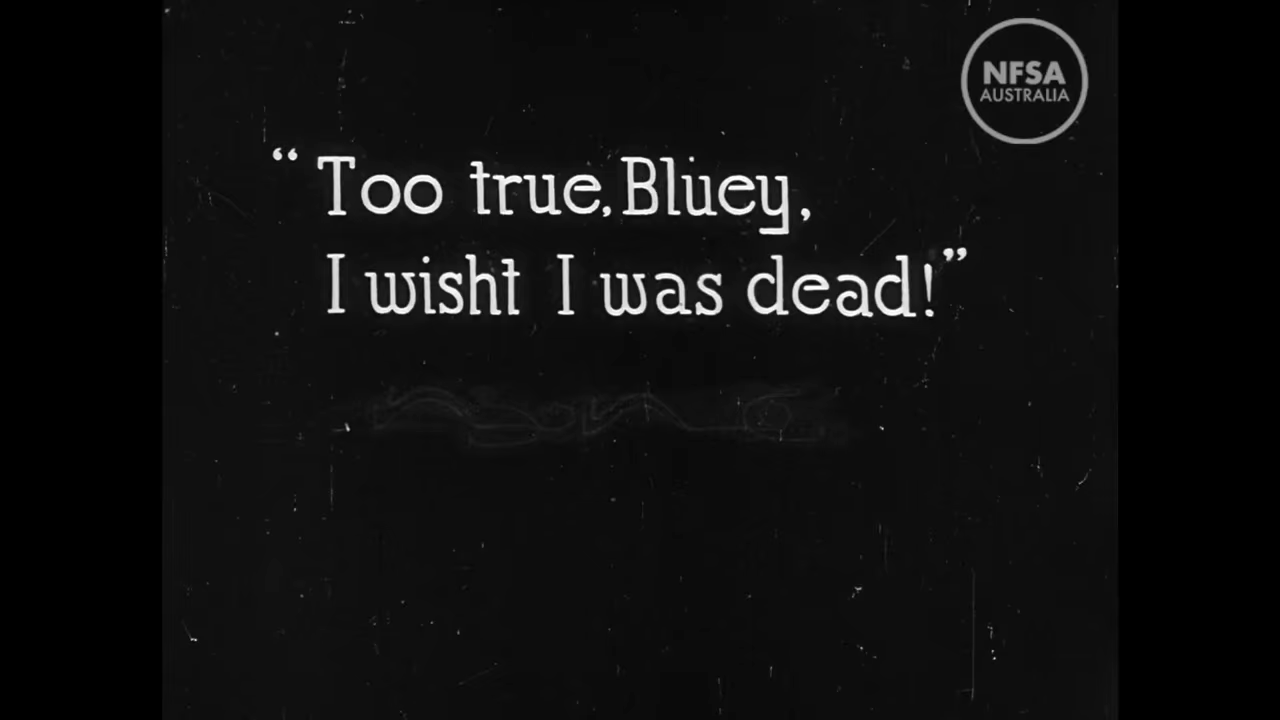 NFSA
AUSTRALIA
“Too true, Bluey,
I wisht I was dead!”